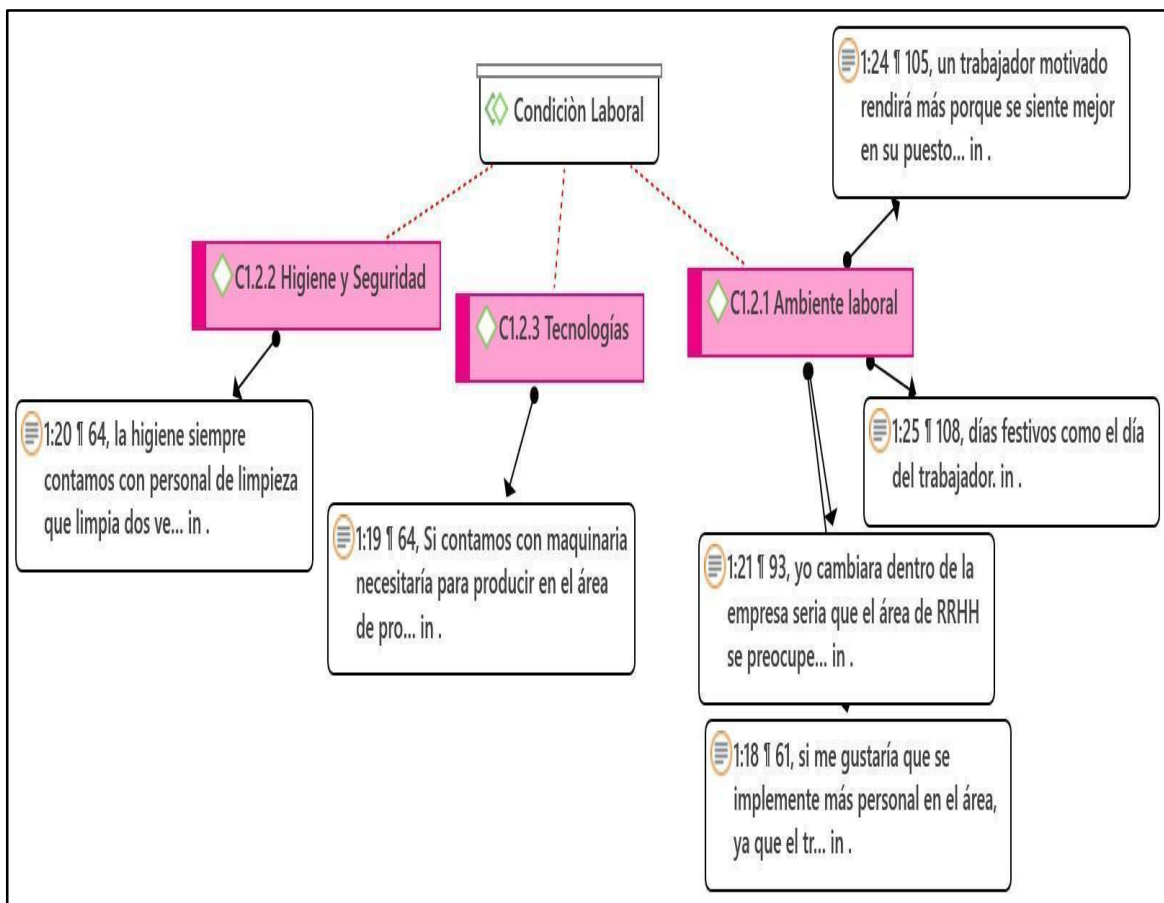 Condiciòn Laboral
1:24 ¶ 105, un trabajador motivado
rendirá más porque se siente mejor
en su puesto... in .
C1.2.2 Higiene y Seguridad
C1.2.3 Tecnologías
C1.2.1 Ambiente laboral
1:20 ¶ 64, la higiene siempre
contamos con personal de limpieza
que limpia dos ve... in .
1:19 ¶ 64, Si contamos con maquinaria
necesitaría para producir en el área
de pro... in .
1:25 ¶ 108, días festivos como el día
del trabajador. in .
1:21 ¶ 93, yo cambiara dentro de la
empresa seria que el área de RRHH
se preocupe... in .
1:18 ¶ 61, si me gustaría que se
implemente más personal en el área,
ya que el tr... in .